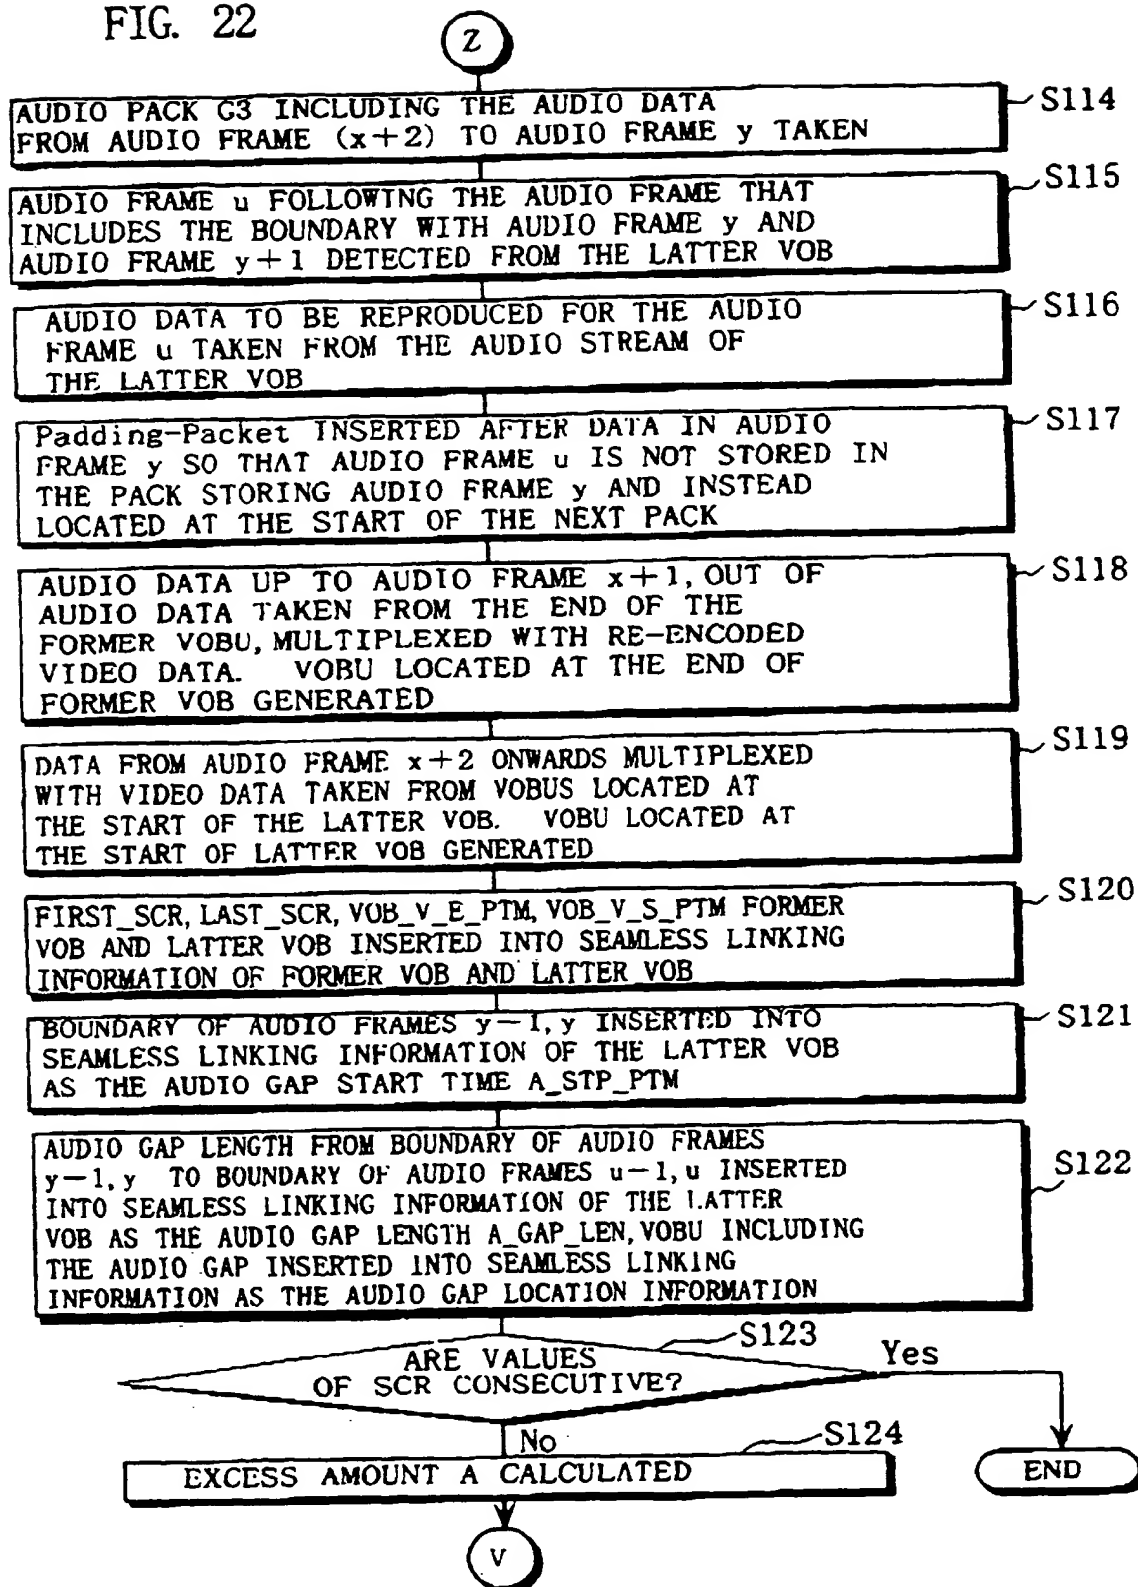 FIG. 22
Z
AUDIO PACK G3 INCLUDING THE AUDIO DATA
FROM AUDIO FRAME (x+2) TO AUDIO FRAME y TAKEN
S114
AUDIO FRAME u FOLLOWING THE AUDIO FRAME THAT
INCLUDES THE BOUNDARY WITH AUDIO FRAME y AND
AUDIO FRAME y+1 DETECTED FROM THE LATTER VOB
S115
AUDIO DATA TO BE REPRODUCED FOR THE AUDIO
FRAME u TAKEN FROM THE AUDIO STREAM OF
THE LATTER VOB
S116
Padding-Packet INSERTED AFTER DATA IN AUDIO
FRAME y SO THAT AUDIO FRAME u IS NOT STORED IN
THE PACK STORING AUDIO FRAME y AND INSTEAD
LOCATED AT THE START OF THE NEXT PACK
S117
AUDIO DATA UP TO AUDIO FRAME x+1, OUT OF
AUDIO DATA TAKEN FROM THE END OF THE
FORMER VOBU, MULTIPLEXED WITH RE-ENCODED
VIDEO DATA. VOBU LOCATED AT THE END OF
FORMER VOB GENERATED
S118
DATA FROM AUDIO FRAME x+2 ONWARDS MULTIPLEXED
WITH VIDEO DATA TAKEN FROM VOBUS LOCATED AT
THE START OF THE LATTER VOB. VOBU LOCATED AT
THE START OF LATTER VOB GENERATED
S119
FIRST_SCR, LAST_SCR, VOB_V_E_PTM, VOB_V_S_PTM FORMER
VOB AND LATTER VOB INSERTED INTO SEAMLESS LINKING
INFORMATION OF FORMER VOB AND LATTER VOB
S120
BOUNDARY OF AUDIO FRAMES y-1, y INSERTED INTO
SEAMLESS LINKING INFORMATION OF THE LATTER VOB
AS THE AUDIO GAP START TIME A_STP_PTM
S121
AUDIO GAP LENGTH FROM BOUNDARY OF AUDIO FRAMES
y-1, y TO BOUNDARY OF AUDIO FRAMES u-1, u INSERTED
INTO SEAMLESS LINKING INFORMATION OF THE LATTER
VOB AS THE AUDIO GAP LENGTH A_GAP_LEN, VOBU INCLUDING
THE AUDIO GAP INSERTED INTO SEAMLESS LINKING
INFORMATION AS THE AUDIO GAP LOCATION INFORMATION
S122
S123
ARE VALUES
OF SCR CONSECUTIVE?
Yes
No
S124
EXCESS AMOUNT A CALCULATED
END
V